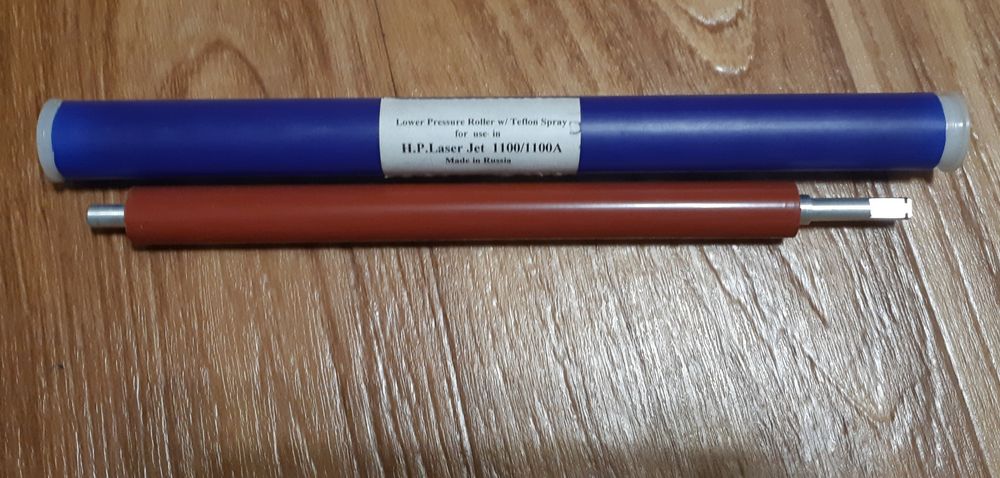 Lower Pressure Roller w/ Teflon Spray
for use in
H.P.Laser Jet 1100/1100A
Made in Russia